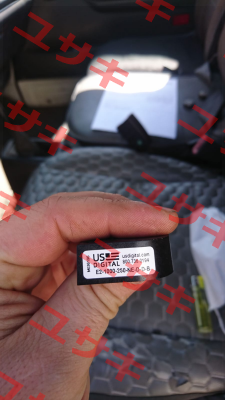 ユサキ
US
DIGITAL
usdigital.com
E2-1000-250-NE-D-D-B